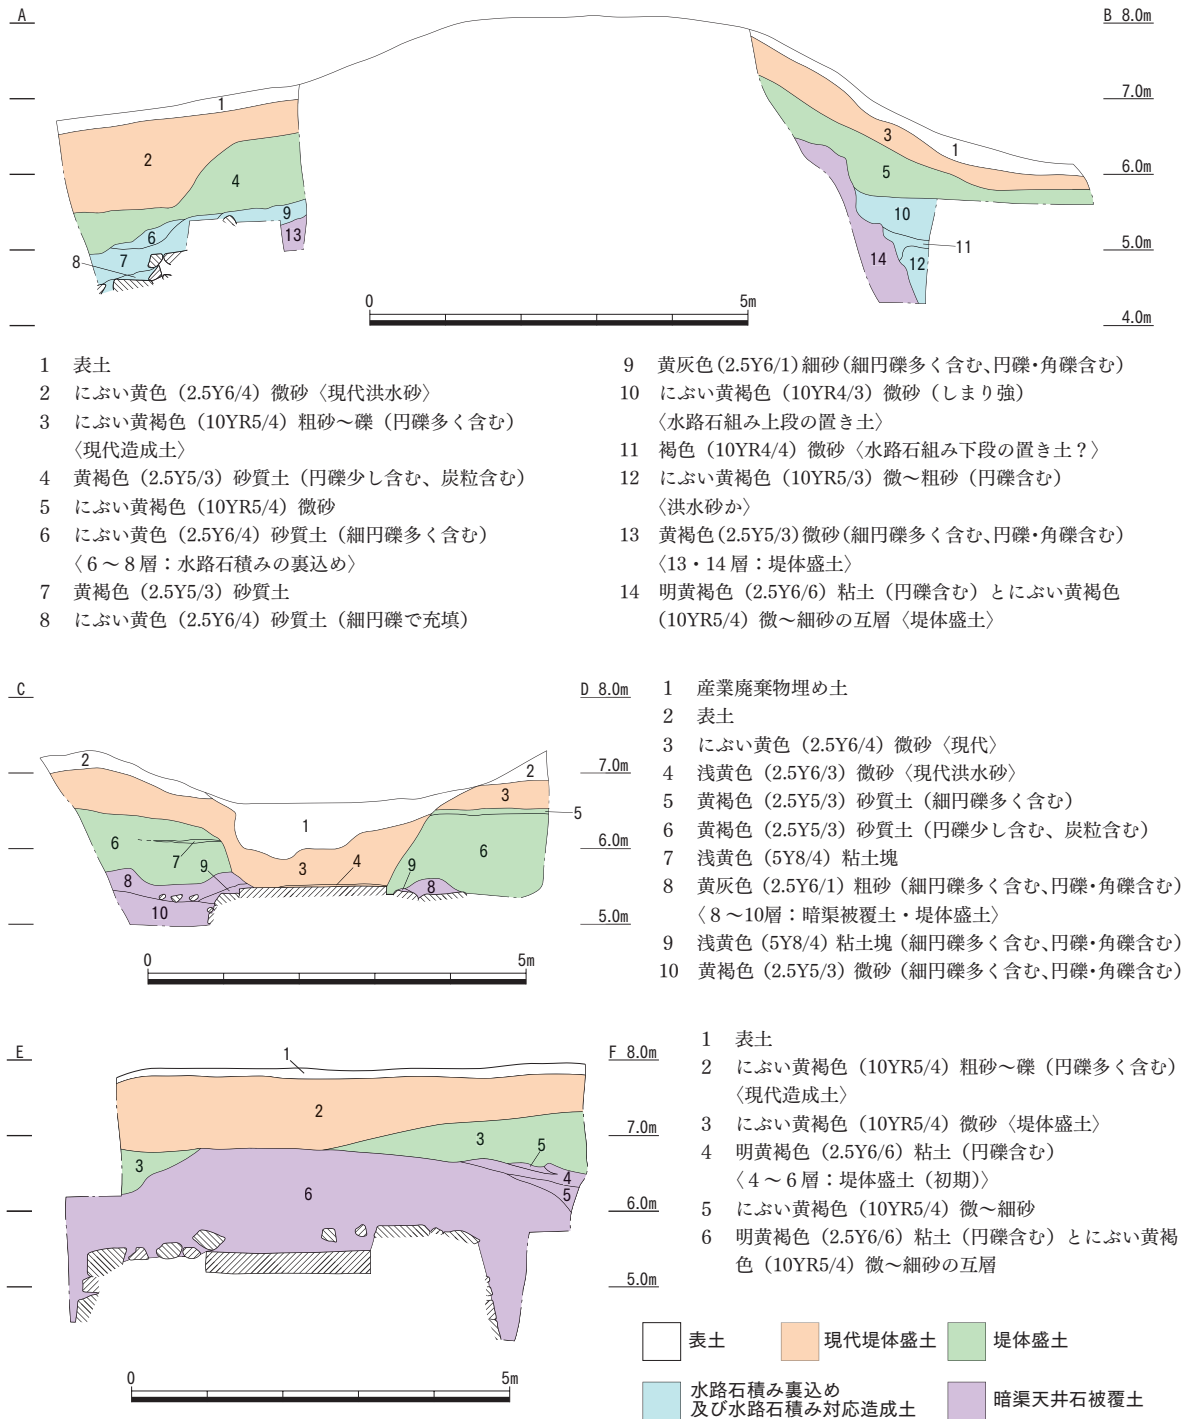 A
B 8.0m
7.0m
6.0m
5.0m
4.0m
1
2
4
9
13
6
7
8
3
1
5
10
11
14
12
0 5m
1 表土
2 にぶい黄色（2.5Y6/4）微砂〈現代洪水砂〉
3 にぶい黄褐色（10YR5/4）粗砂～礫（円礫多く含む）
〈現代造成土〉
4 黄褐色（2.5Y5/3）砂質土（円礫少し含む、炭粒含む）
5 にぶい黄褐色（10YR5/4）微砂
6 にぶい黄色（2.5Y6/4）砂質土（細円礫多く含む）
〈６～８層：水路石積みの裏込め〉
7 黄褐色（2.5Y5/3）砂質土
8 にぶい黄色（2.5Y6/4）砂質土（細円礫で充填）
9 黄灰色（2.5Y6/1）細砂（細円礫多く含む、円礫・角礫含む）
10 にぶい黄褐色（10YR4/3）微砂（しまり強）
〈水路石組み上段の置き土〉
11 褐色（10YR4/4）微砂〈水路石組み下段の置き土？〉
12 にぶい黄褐色（10YR5/3）微～粗砂（円礫含む）
〈洪水砂か〉
13 黄褐色（2.5Y5/3）微砂（細円礫多く含む、円礫・角礫含む）
〈13・14層：堤体盛土〉
14 明黄褐色（2.5Y6/6）粘土（円礫含む）とにぶい黄褐色
(10YR5/4）微～細砂の互層〈堤体盛土〉
C
D 8.0m
7.0m
6.0m
5.0m
2
6
7
9
8
10
1
3
4
2
3
5
6
9
8
0 5m
1 産業廃棄物埋め土
2 表土
3 にぶい黄色（2.5Y6/4）微砂〈現代〉
4 浅黄色（2.5Y6/3）微砂〈現代洪水砂〉
5 黄褐色（2.5Y5/3）砂質土（細円礫多く含む）
6 黄褐色（2.5Y5/3）砂質土（円礫少し含む、炭粒含む）
7 浅黄色（5Y8/4）粘土塊
8 黄灰色（2.5Y6/1）粗砂（細円礫多く含む、円礫・角礫含む）
〈８～10層：暗渠被覆土・堤体盛土〉
9 浅黄色（5Y8/4）粘土塊（細円礫多く含む、円礫・角礫含む）
10 黄褐色（2.5Y5/3）微砂（細円礫多く含む、円礫・角礫含む）
E
F 8.0m
7.0m
6.0m
5.0m
1
2
3
3
5
4
5
6
0 5m
1 表土
2 にぶい黄褐色（10YR5/4）粗砂～礫（円礫多く含む）
〈現代造成土〉
3 にぶい黄褐色（10YR5/4）微砂〈堤体盛土〉
4 明黄褐色（2.5Y6/6）粘土（円礫含む）
〈４～６層：堤体盛土（初期）〉
5 にぶい黄褐色（10YR5/4）微～細砂
6 明黄褐色（2.5Y6/6）粘土（円礫含む）とにぶい黄褐
色（10YR5/4）微～細砂の互層
表土 現代堤体盛土 堤体盛土
水路石積み裏込め
及び水路石積み対応造成土 暗渠天井石被覆土